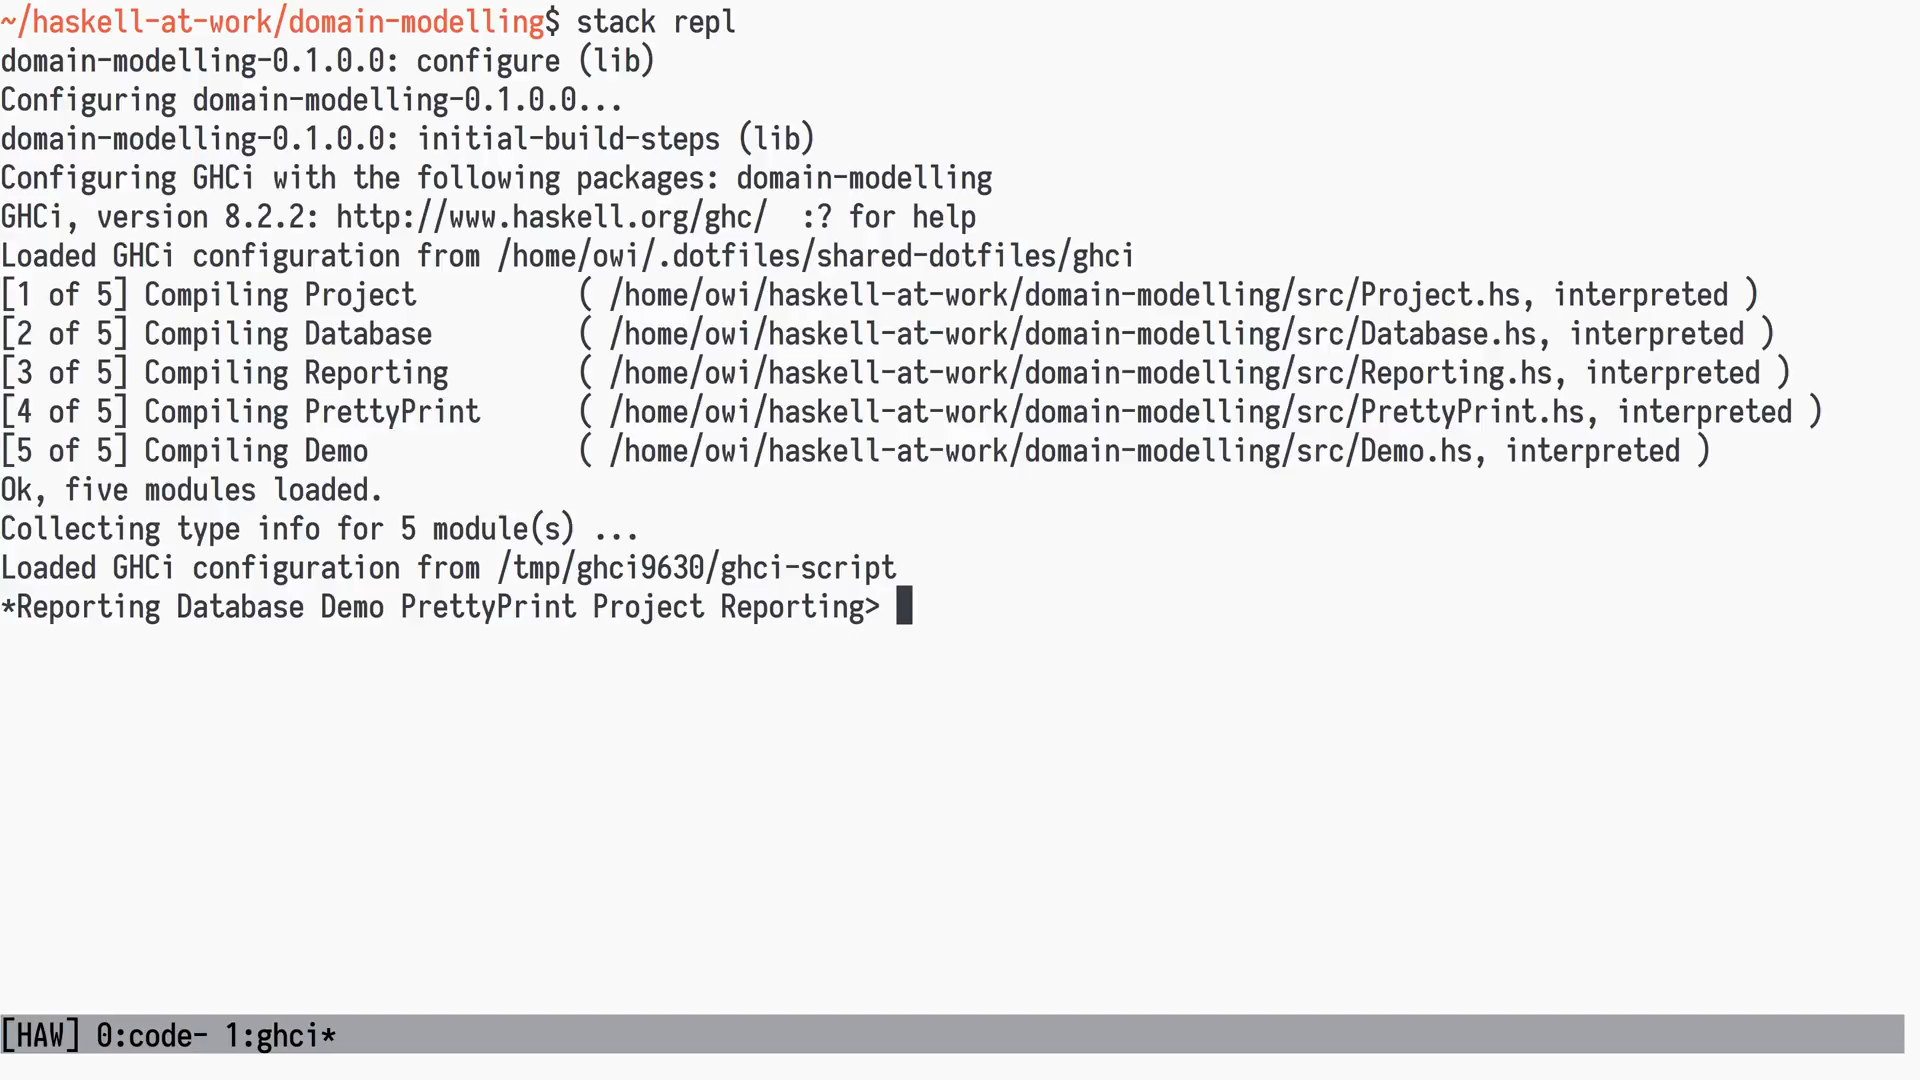 ~/haskell-at-work/domain-modelling$ stack repl
domain-modelling-0.1.0.0: configure (lib)
Configuring domain-modelling-0.1.0.0...
domain-modelling-0.1.0.0: initial-build-steps (lib)
Configuring GHCi with the following packages: domain-modelling
GHCi, version 8.2.2: http://www.haskell.org/ghc/  :? for help
Loaded GHCi configuration from /home/owi/.dotfiles/shared-dotfiles/ghci
[1 of 5] Compiling Project          ( /home/owi/haskell-at-work/domain-modelling/src/Project.hs, interpreted )
[2 of 5] Compiling Database         ( /home/owi/haskell-at-work/domain-modelling/src/Database.hs, interpreted )
[3 of 5] Compiling Reporting        ( /home/owi/haskell-at-work/domain-modelling/src/Reporting.hs, interpreted )
[4 of 5] Compiling PrettyPrint      ( /home/owi/haskell-at-work/domain-modelling/src/PrettyPrint.hs, interpreted )
[5 of 5] Compiling Demo             ( /home/owi/haskell-at-work/domain-modelling/src/Demo.hs, interpreted )
Ok, five modules loaded.
Collecting type info for 5 module(s) ...
Loaded GHCi configuration from /tmp/ghci9630/ghci-script
*Reporting Database Demo PrettyPrint Project Reporting>
[HAW] 0:code- 1:ghci*